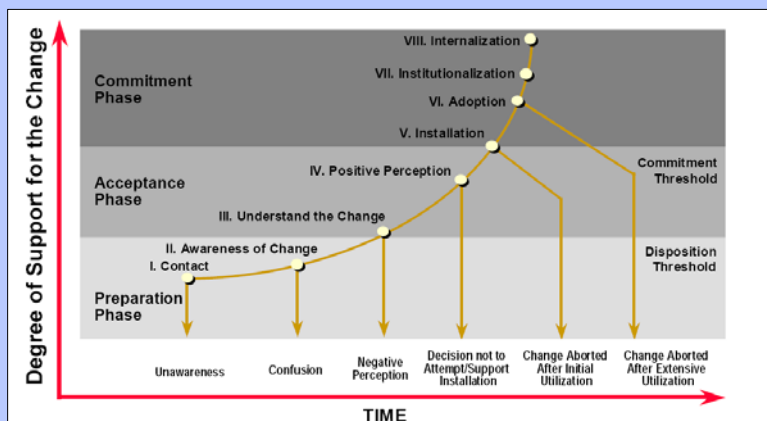 Degree of Support for the Change
VIII. Internalization
Commitment
Phase
VII. Institutionalization
VI. Adoption
V. Installation
Commitment
Threshold
Acceptance
Phase
IV. Positive Perception
III. Understand the Change
II. Awareness of Change
I. Contact
Disposition
Threshold
Preparation
Phase
Unawareness
Confusion
Negative
Perception
Decision not to
Attempt/Support
Installation
Change Aborted
After Initial
Utilization
Change Aborted
After Extensive
Utilization
TIME